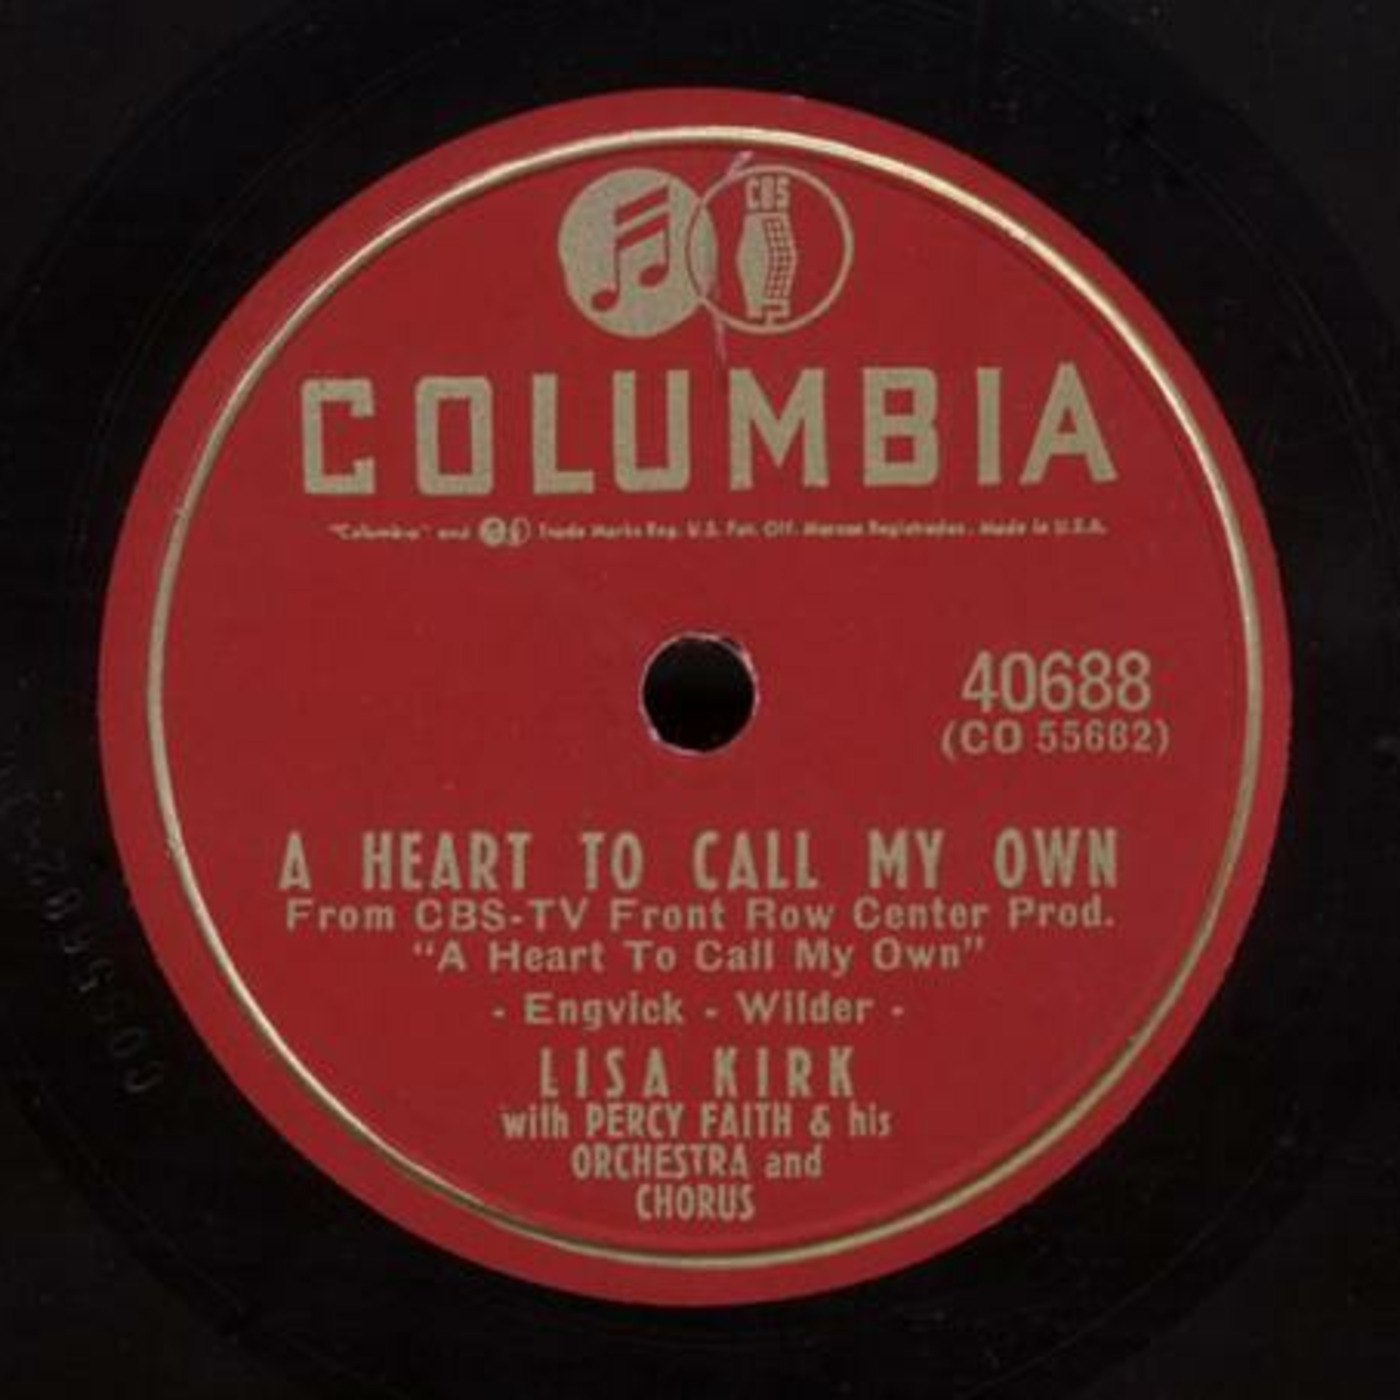 CBS
COLUMBIA
"Columbia" and Trade Marks Reg. U.S. Pat. Off. Marcas Registradas. Made in U.S.A.
40688
(CO 55682)
A HEART TO CALL MY OWN
From CBS-TV Front Row Center Prod.
"A Heart To Call My Own"
- Engvick - Wilder -
LISA KIRK
with PERCY FAITH & his
ORCHESTRA and
CHORUS